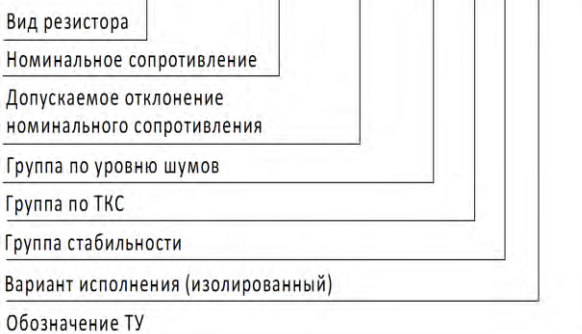 Вид резистора
Номинальное сопротивление
Допускаемое отклонение
номинального сопротивления
Группа по уровню шумов
Группа по ТКС
Группа стабильности
Вариант исполнения (изолированный)
Обозначение ТУ